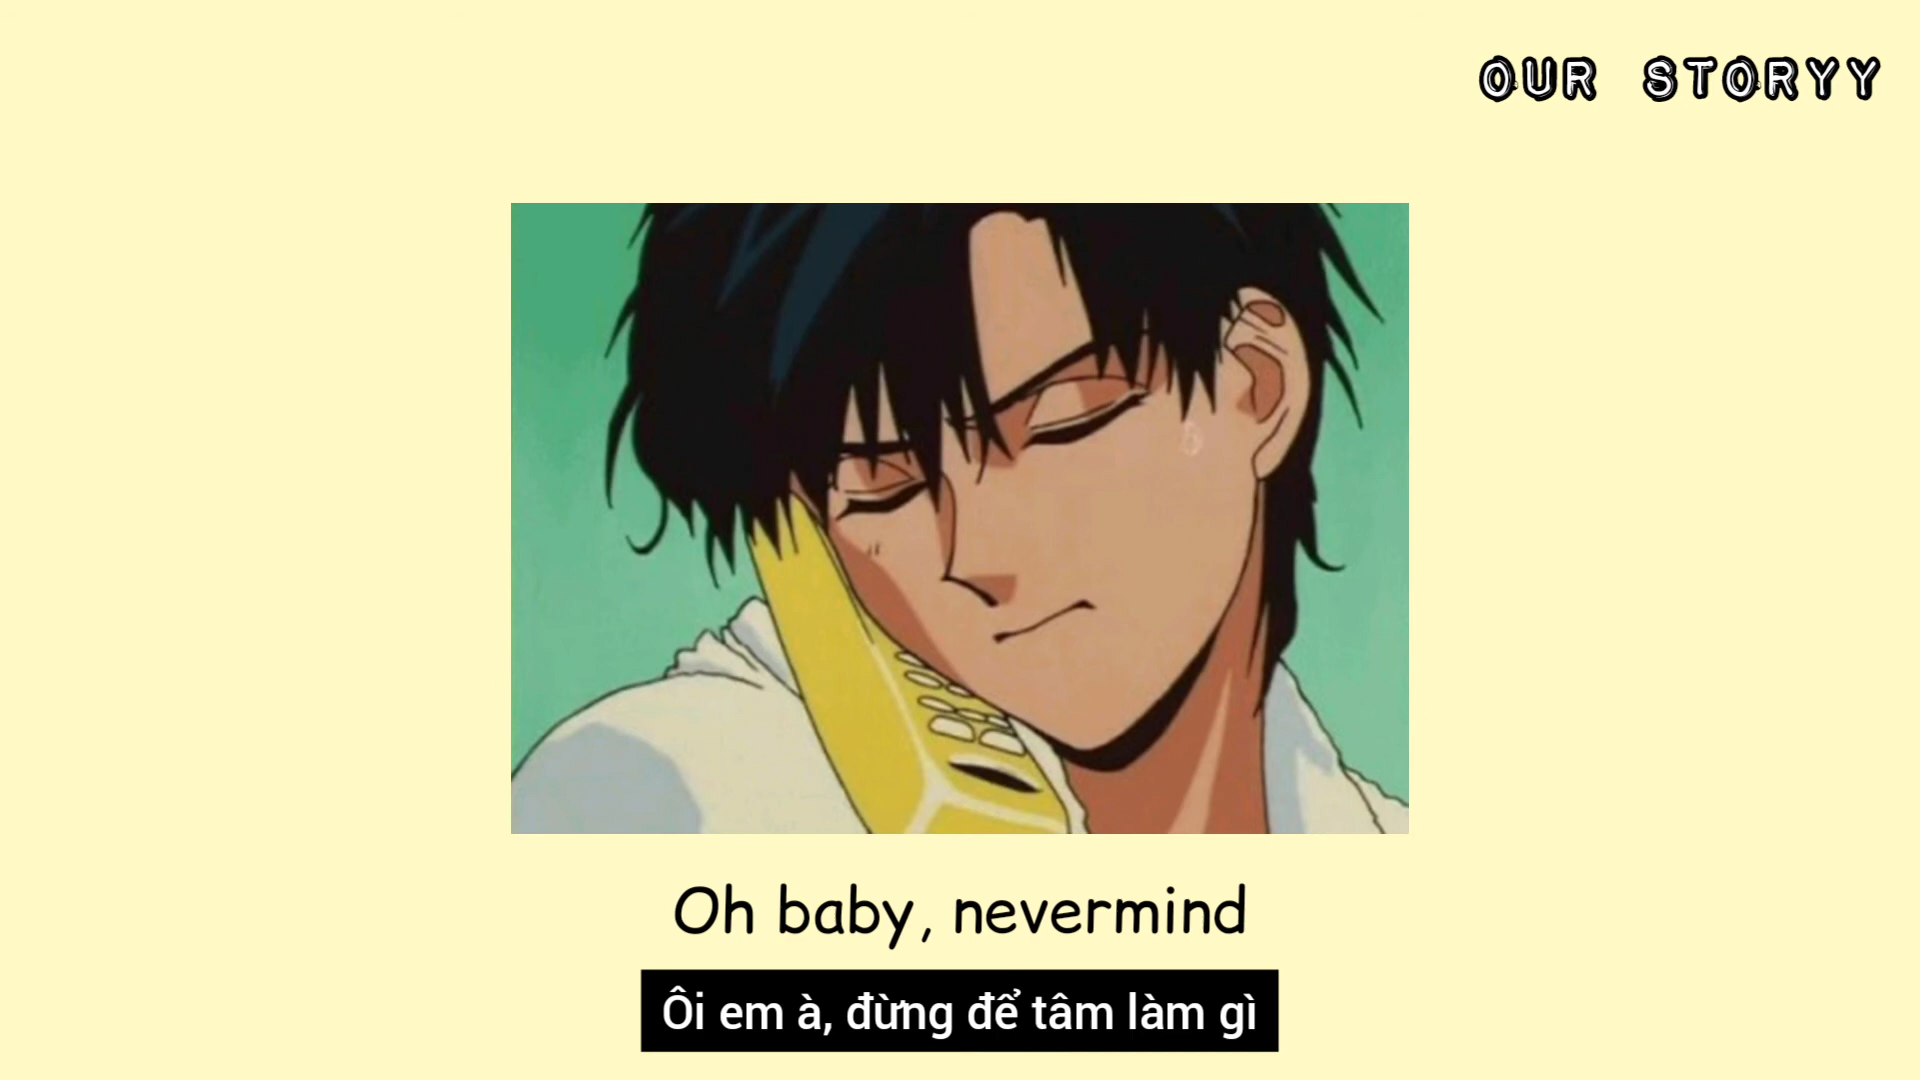 OUR STORYY
Oh baby, nevermind
Ôi em à, đừng để tâm làm gì